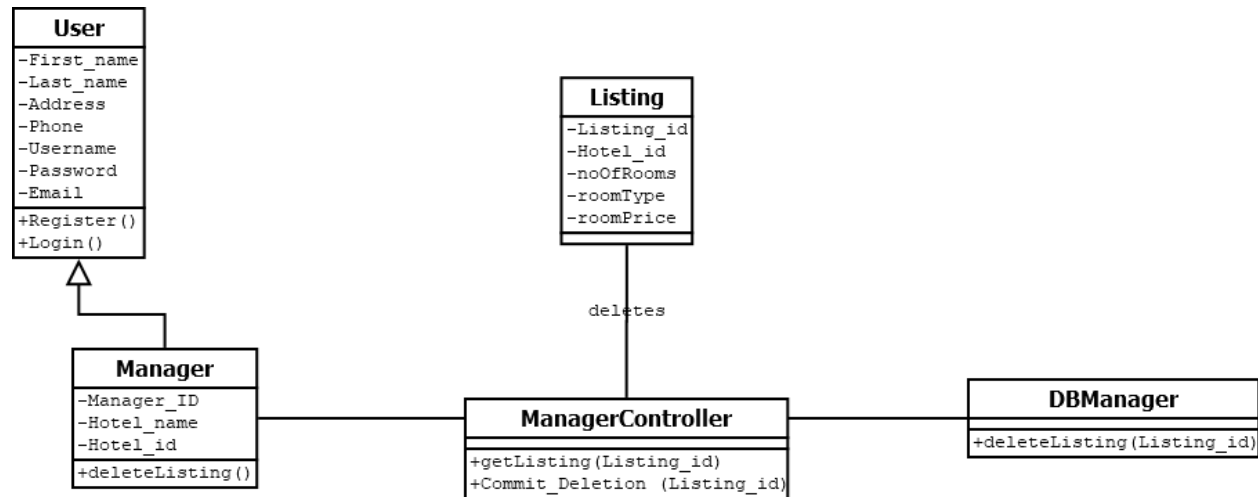 User
-First_name
-Last_name
-Address
-Phone
-Username
-Password
-Email
+Register()
+Login()
Listing
-Listing_id
-Hotel_id
-noOfRooms
-roomType
-roomPrice
deletes
Manager
-Manager_ID
-Hotel_name
-Hotel_id
+deleteListing()
ManagerController
+getListing(Listing_id)
+Commit_Deletion (Listing_id)
DBManager
+deleteListing(Listing_id)